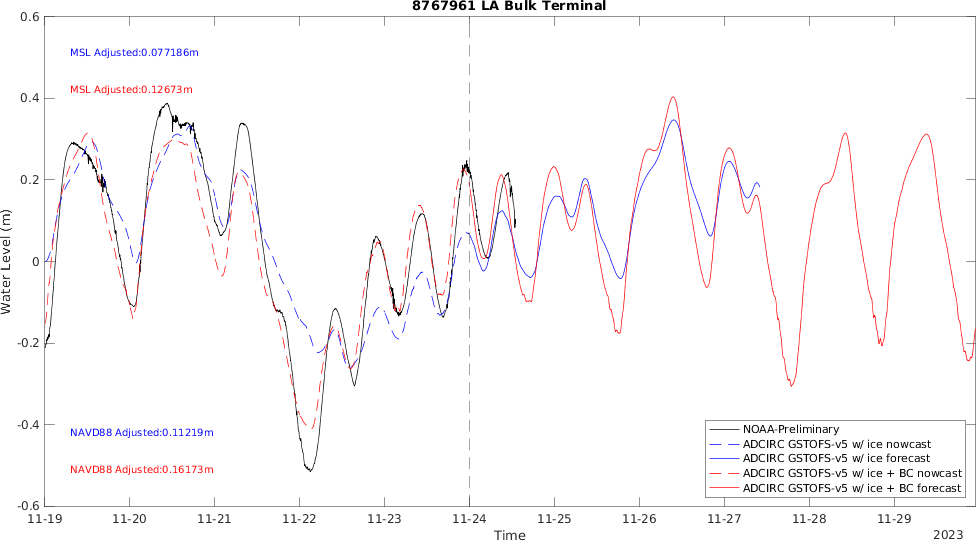 8767961 LA Bulk Terminal
Water Level (m)
0.6
0.4
0.2
0
-0.2
-0.4
-0.6
MSL Adjusted:0.077186m
MSL Adjusted:0.12673m
NAVD88 Adjusted:0.11219m
NAVD88 Adjusted:0.16173m
NOAA-Preliminary
ADCIRC GSTOFS-v5 w/ ice nowcast
ADCIRC GSTOFS-v5 w/ ice forecast
ADCIRC GSTOFS-v5 w/ ice + BC nowcast
ADCIRC GSTOFS-v5 w/ ice + BC forecast
11-19 11-20 11-21 11-22 11-23 11-24 11-25 11-26 11-27 11-28 11-29
Time
2023